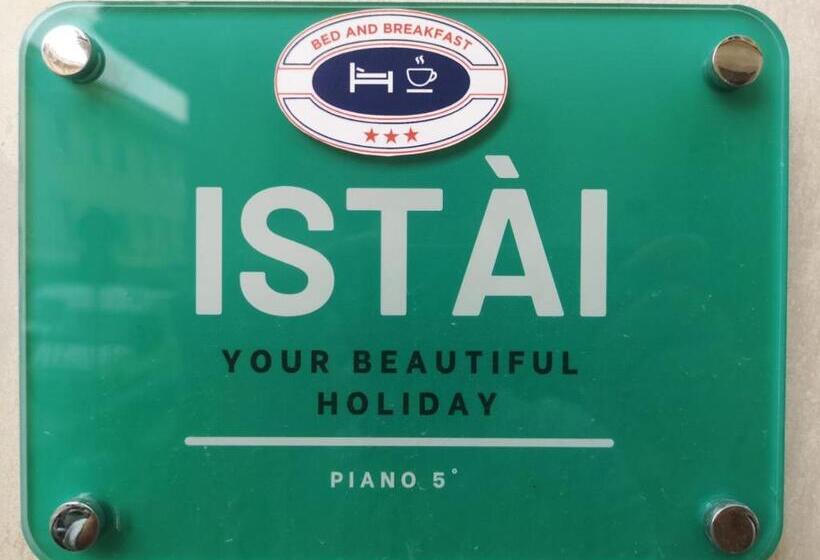 BED AND BREAKFAST
ISTÀI
YOUR BEAUTIFUL
HOLIDAY
PIANO 5°